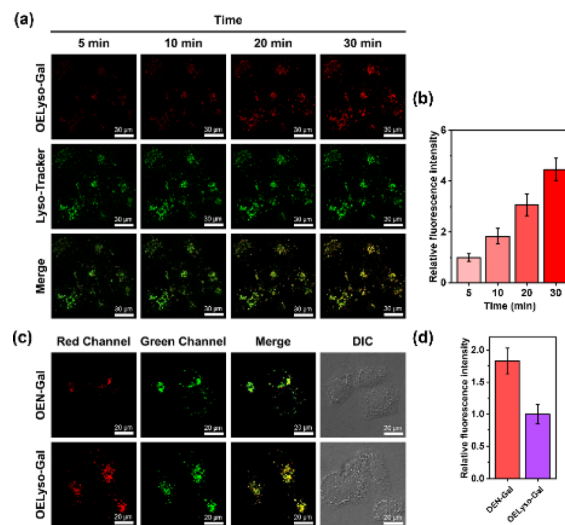 (a)
Time
5 min 10 min 20 min 30 min
OELyso-Gal
30 µm 30 µm 30 µm 30 µm
Lyso-Tracker
30 µm 30 µm 30 µm 30 µm
Merge
30 µm 30 µm 30 µm 30 µm
(b)
Relative fluorescence intensity
6
4
2
0
5 10 20 30
Time (min)
(c)
Red Channel Green Channel Merge DIC
OEN-Gal
20 µm 20 µm 20 µm 20 µm
OELyso-Gal
20 µm 20 µm 20 µm 20 µm
(d)
Relative fluorescence intensity
2.0
1.5
1.0
0.5
0.0
OEN-Gal OELyso-Gal